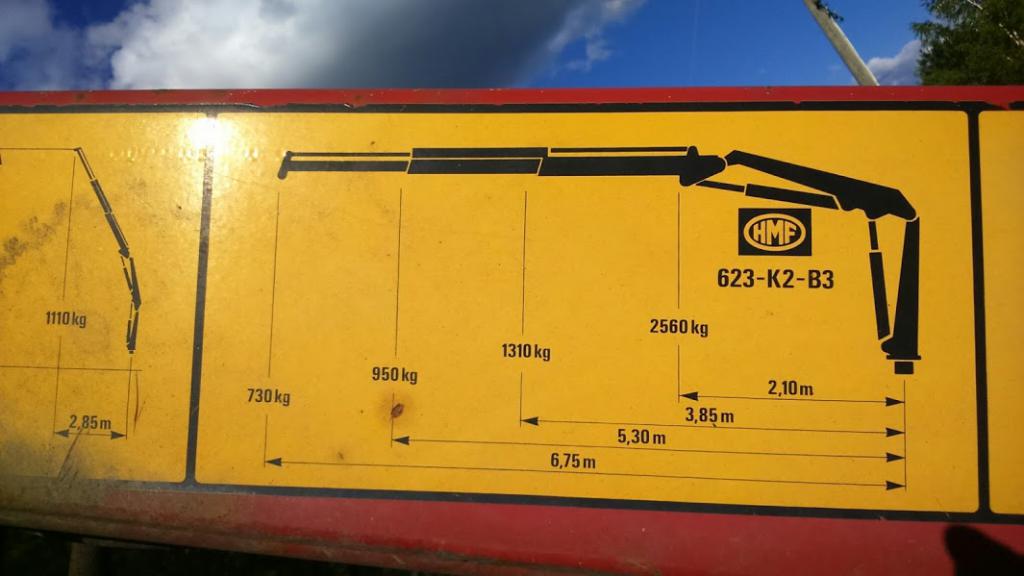 HMF
623-K2-B3
1110 kg
2,85 m
2560 kg
1310 kg
950 kg
730 kg
2,10 m
3,85 m
5,30 m
6,75 m